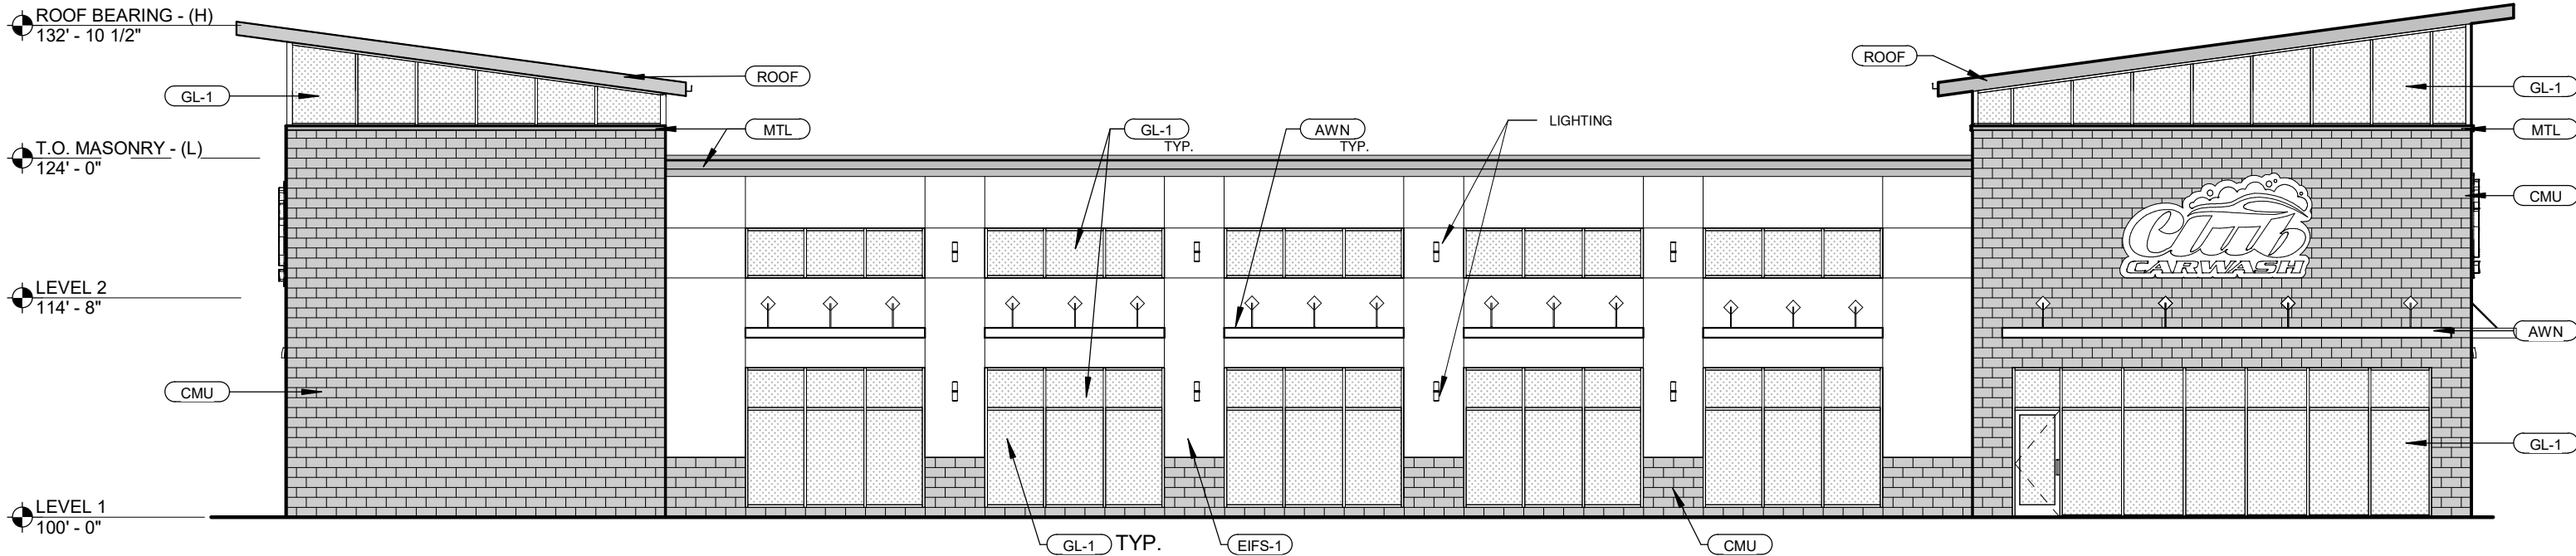 ROOF BEARING - (H)
132' - 10 1/2"
ROOF
ROOF
GL-1
GL-1
MTL
GL-1
TYP.
AWN
TYP.
LIGHTING
MTL
T.O. MASONRY - (L)
124' - 0"
CMU
Club
CARWASH
LEVEL 2
114' - 8"
AWN
CMU
GL-1
LEVEL 1
100' - 0"
GL-1 TYP.
EIFS-1
CMU